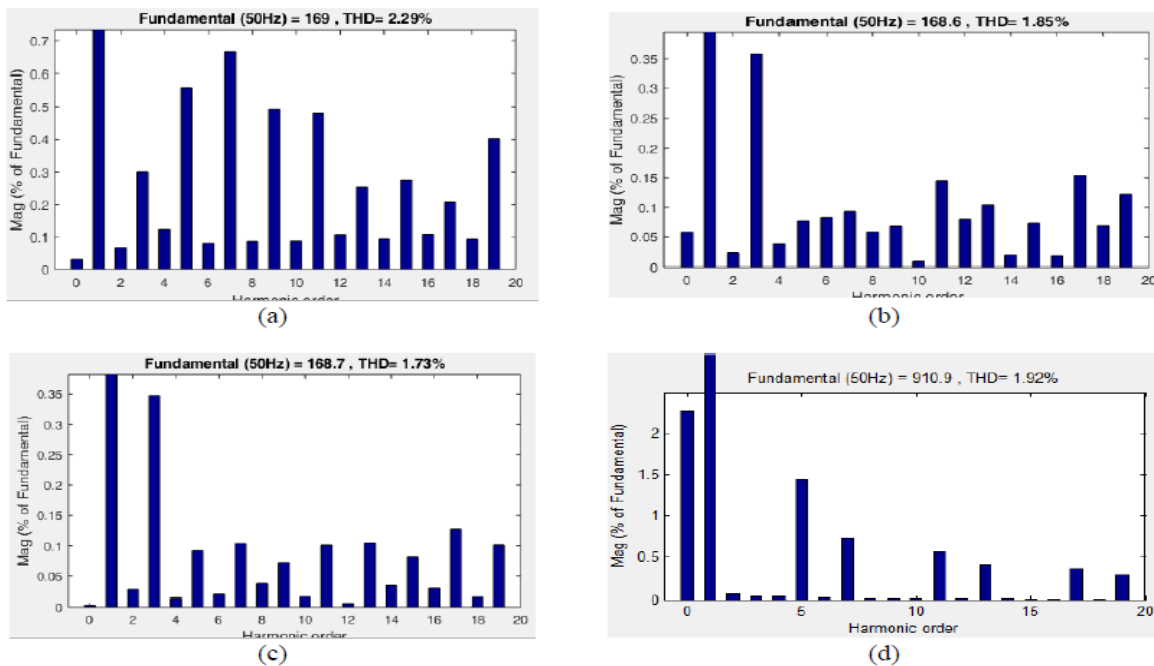 Fundamental (50Hz) = 169 , THD= 2.29%
Mag (% of Fundamental)
0.7
0.6
0.5
0.4
0.3
0.2
0.1
0
0 2 4 6 8 10 12 14 16 18 20
Harmonic order
(a)
Fundamental (50Hz) = 168.6 , THD= 1.85%
Mag (% of Fundamental)
0.35
0.3
0.25
0.2
0.15
0.1
0.05
0
0 2 4 6 8 10 12 14 16 18 20
Harmonic order
(b)
Fundamental (50Hz) = 168.7 , THD= 1.73%
Mag (% of Fundamental)
0.35
0.3
0.25
0.2
0.15
0.1
0.05
0
0 2 4 6 8 10 12 14 16 18 20
Harmonic order
(c)
Fundamental (50Hz) = 910.9 , THD= 1.92%
Mag (% of Fundamental)
2
1.5
1
0.5
0
0 5 10 15 20
Harmonic order
(d)